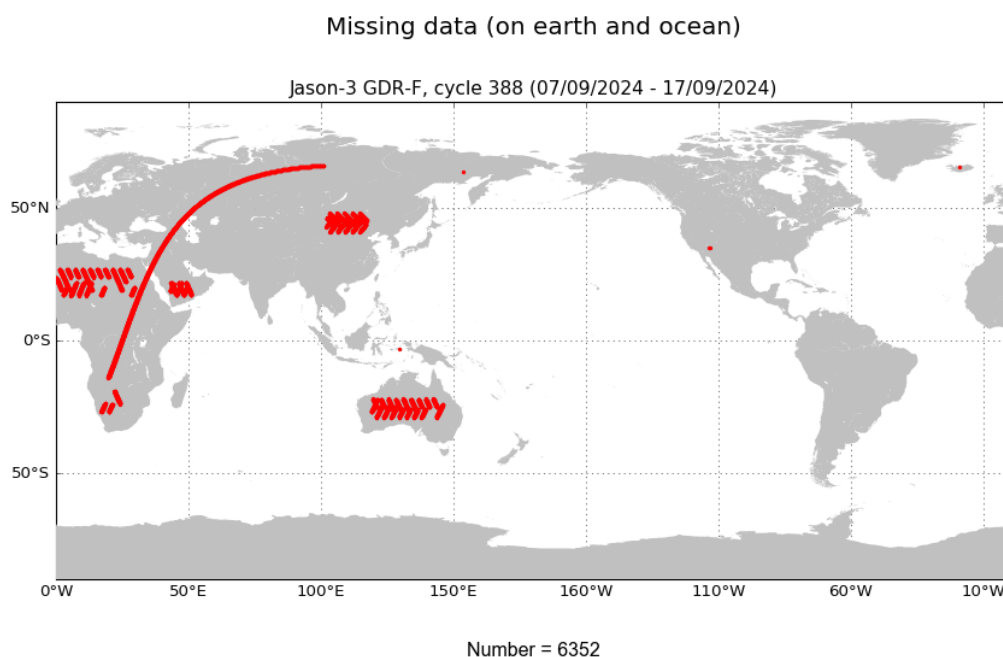 Missing data (on earth and ocean)
Jason-3 GDR-F, cycle 388 (07/09/2024 - 17/09/2024)
50°N
0°S
50°S
0°W 50°E 100°E 150°E 160°W 110°W 60°W 10°W
Number = 6352